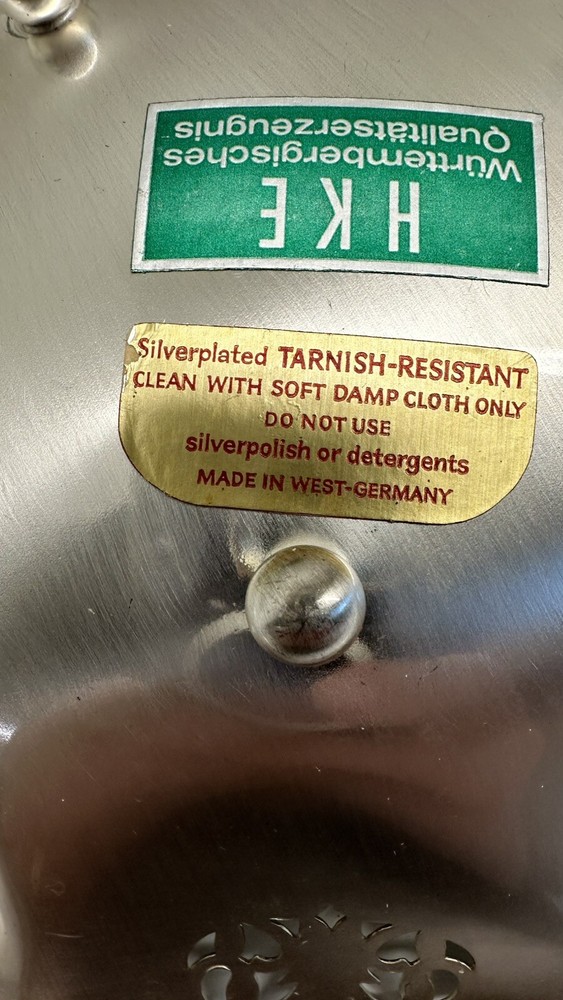 HKE
Württembergisches
Qualitätserzeugnis
Silverplated TARNISH-RESISTANT
CLEAN WITH SOFT DAMP CLOTH ONLY
DO NOT USE
silverpolish or detergents
MADE IN WEST-GERMANY